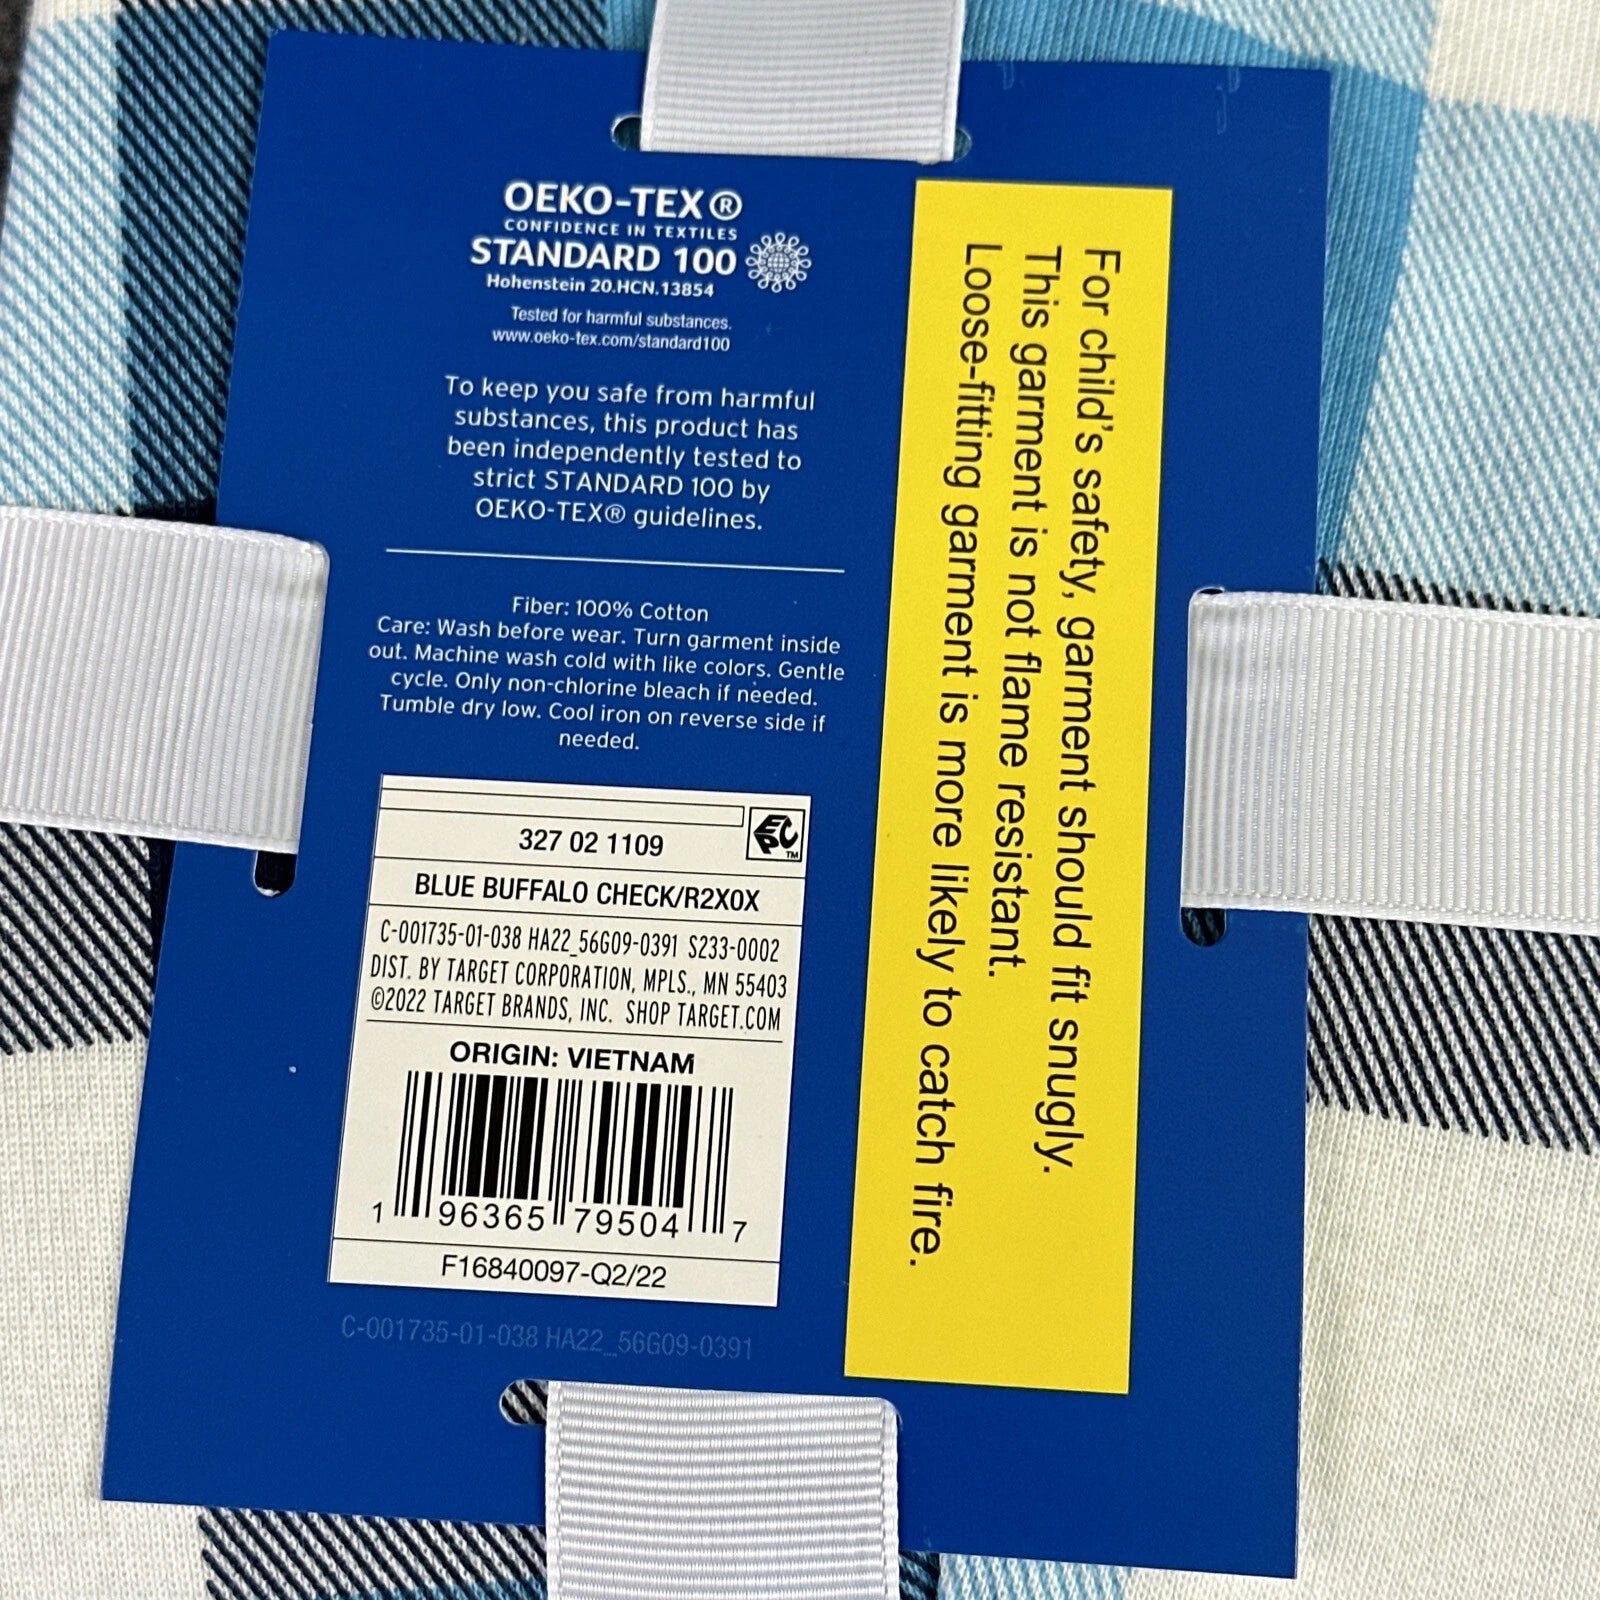 OEKO-TEX®
CONFIDENCE IN TEXTILES
STANDARD 100
Hohenstein 20.HCN.13854
Tested for harmful substances.
www.oeko-tex.com/standard100
To keep you safe from harmful
substances, this product has
been independently tested to
strict STANDARD 100 by
OEKO-TEX® guidelines.
Fiber: 100% Cotton
Care: Wash before wear. Turn garment inside
out. Machine wash cold with like colors. Gentle
cycle. Only non-chlorine bleach if needed.
Tumble dry low. Cool iron on reverse side if
needed.
EPC™
327 02 1109
BLUE BUFFALO CHECK/R2X0X
C-001735-01-038 HA22_56G09-0391 S233-0002
DIST. BY TARGET CORPORATION, MPLS., MN 55403
©2022 TARGET BRANDS, INC. SHOP TARGET.COM
ORIGIN: VIETNAM
1 96365 79504 7
F16840097-Q2/22
C-001735-01-038 HA22_56G09-0391
For child's safety, garment should fit snugly.
This garment is not flame resistant.
Loose-fitting garment is more likely to catch fire.